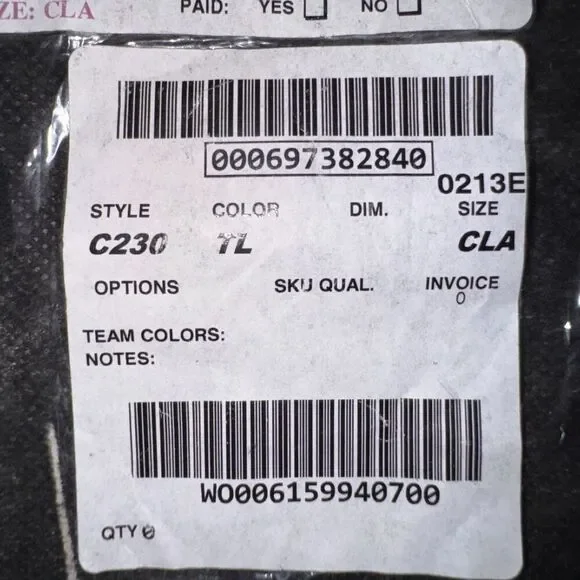 ZE: CLA PAID: YES NO
000697382840
0213E
STYLE COLOR DIM. SIZE
C230 TL CLA
OPTIONS SKU QUAL. INVOICE
0
TEAM COLORS:
NOTES:
WO006159940700
QTY 0